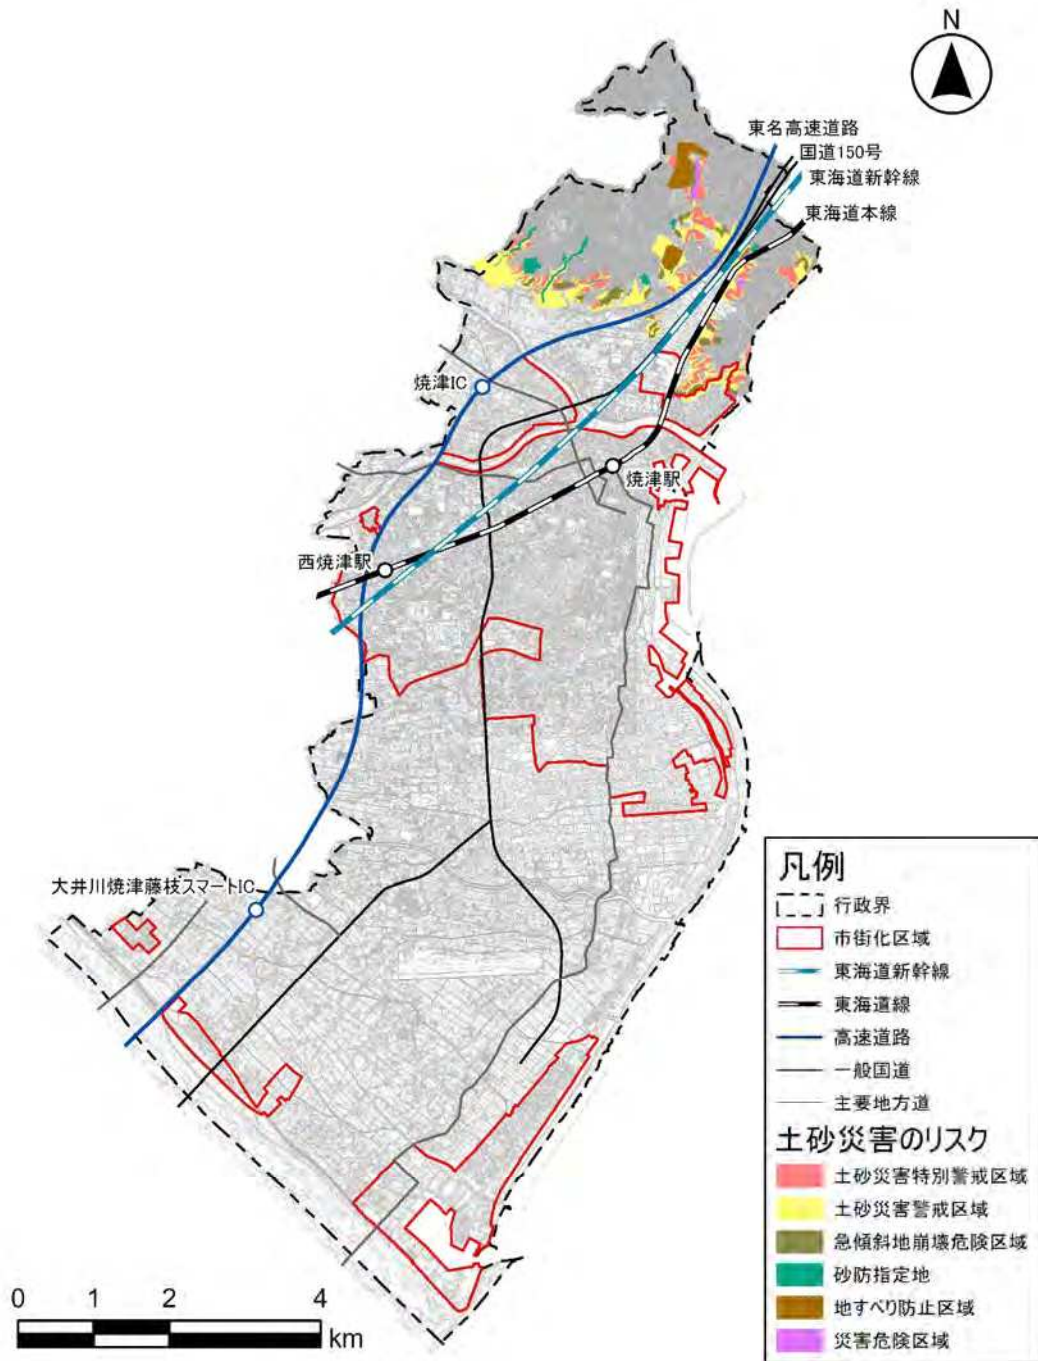 N
東名高速道路
国道150号
東海道新幹線
東海道本線
焼津IC
焼津駅
西焼津駅
大井川焼津藤枝スマートIC
凡例
行政界
市街化区域
東海道新幹線
東海道線
高速道路
一般国道
主要地方道
土砂災害のリスク
土砂災害特別警戒区域
土砂災害警戒区域
急傾斜地崩壊危険区域
砂防指定地
地すべり防止区域
災害危険区域
0 1 2 4
km